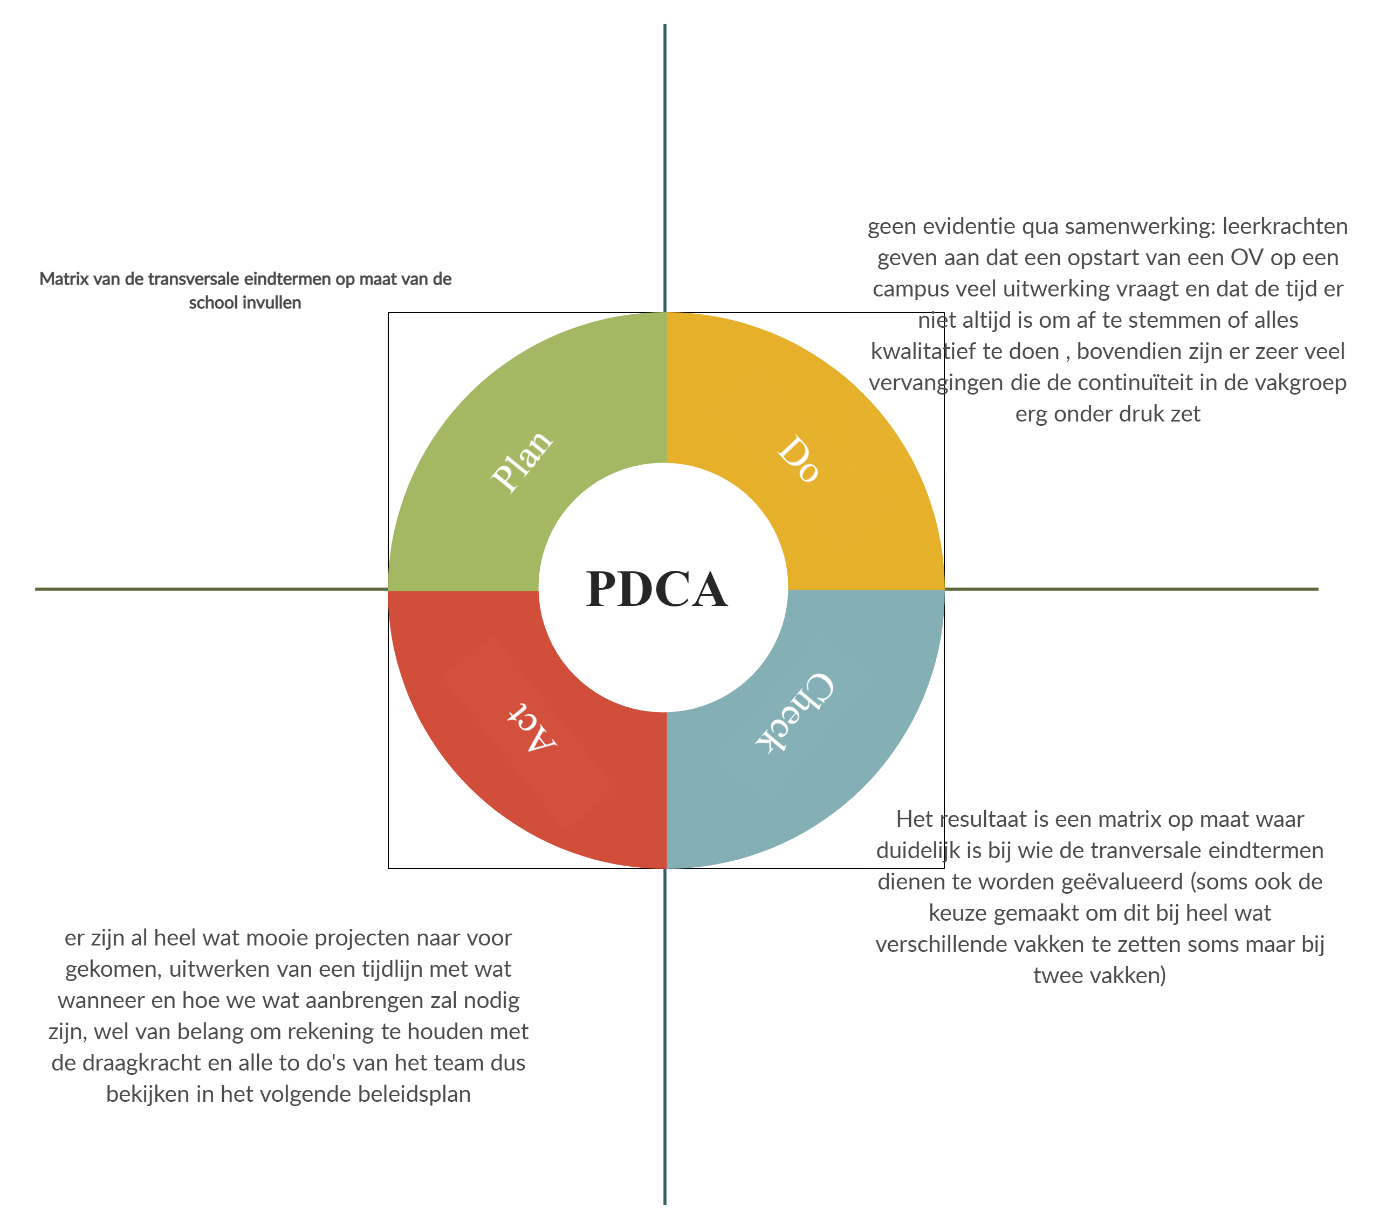 Matrix van de transversale eindtermen op maat van de
school invullen
geen evidentie qua samenwerking: leerkrachten
geven aan dat een opstart van een OV op een
campus veel uitwerking vraagt en dat de tijd er
niet altijd is om af te stemmen of alles
kwalitatief te doen , bovendien zijn er zeer veel
vervangingen die de continuïteit in de vakgroep
erg onder druk zet
Plan
Do
PDCA
Act
Check
Het resultaat is een matrix op maat waar
duidelijk is bij wie de tranversale eindtermen
dienen te worden geëvalueerd (soms ook de
keuze gemaakt om dit bij heel wat
verschillende vakken te zetten soms maar bij
twee vakken)
er zijn al heel wat mooie projecten naar voor
gekomen, uitwerken van een tijdlijn met wat
wanneer en hoe we wat aanbrengen zal nodig
zijn, wel van belang om rekening te houden met
de draagkracht en alle to do's van het team dus
bekijken in het volgende beleidsplan